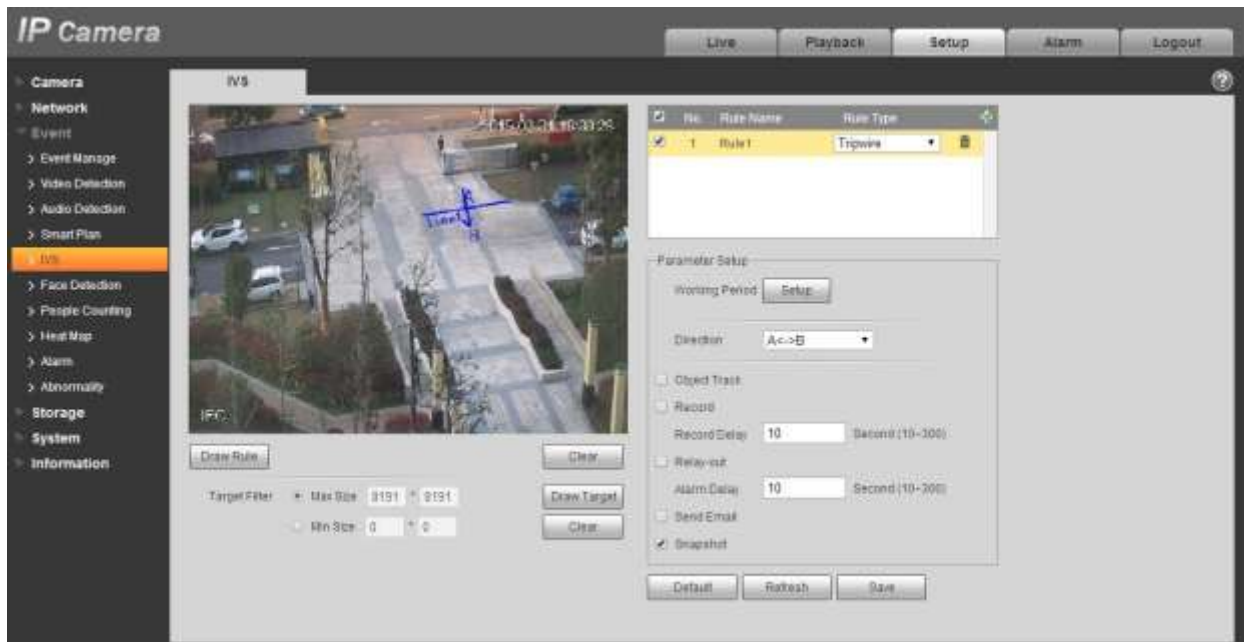 IP Camera
Live
Playback
Setup
Alarm
Logout
Camera
Network
Event
Event Manage
Video Detection
Audio Detection
Smart Plan
IVS
Face Detection
People Counting
Heat Map
Alarm
Abnormality
Storage
System
Information
IVS
A
Line1
B
IPC
Draw Rule
Clear
Target Filter
Max Size 8191 * 8191
Draw Target
Min Size 0 * 0
Clear
No. Rule Name Rule Type
1 Rule1 Tripwire
Parameter Setup
Working Period Setup
Direction A<->B
Object Track
Record
Record Delay 10 Second (10~300)
Relay-out
Alarm Delay 10 Second (10~300)
Send Email
Snapshot
Default
Refresh
Save